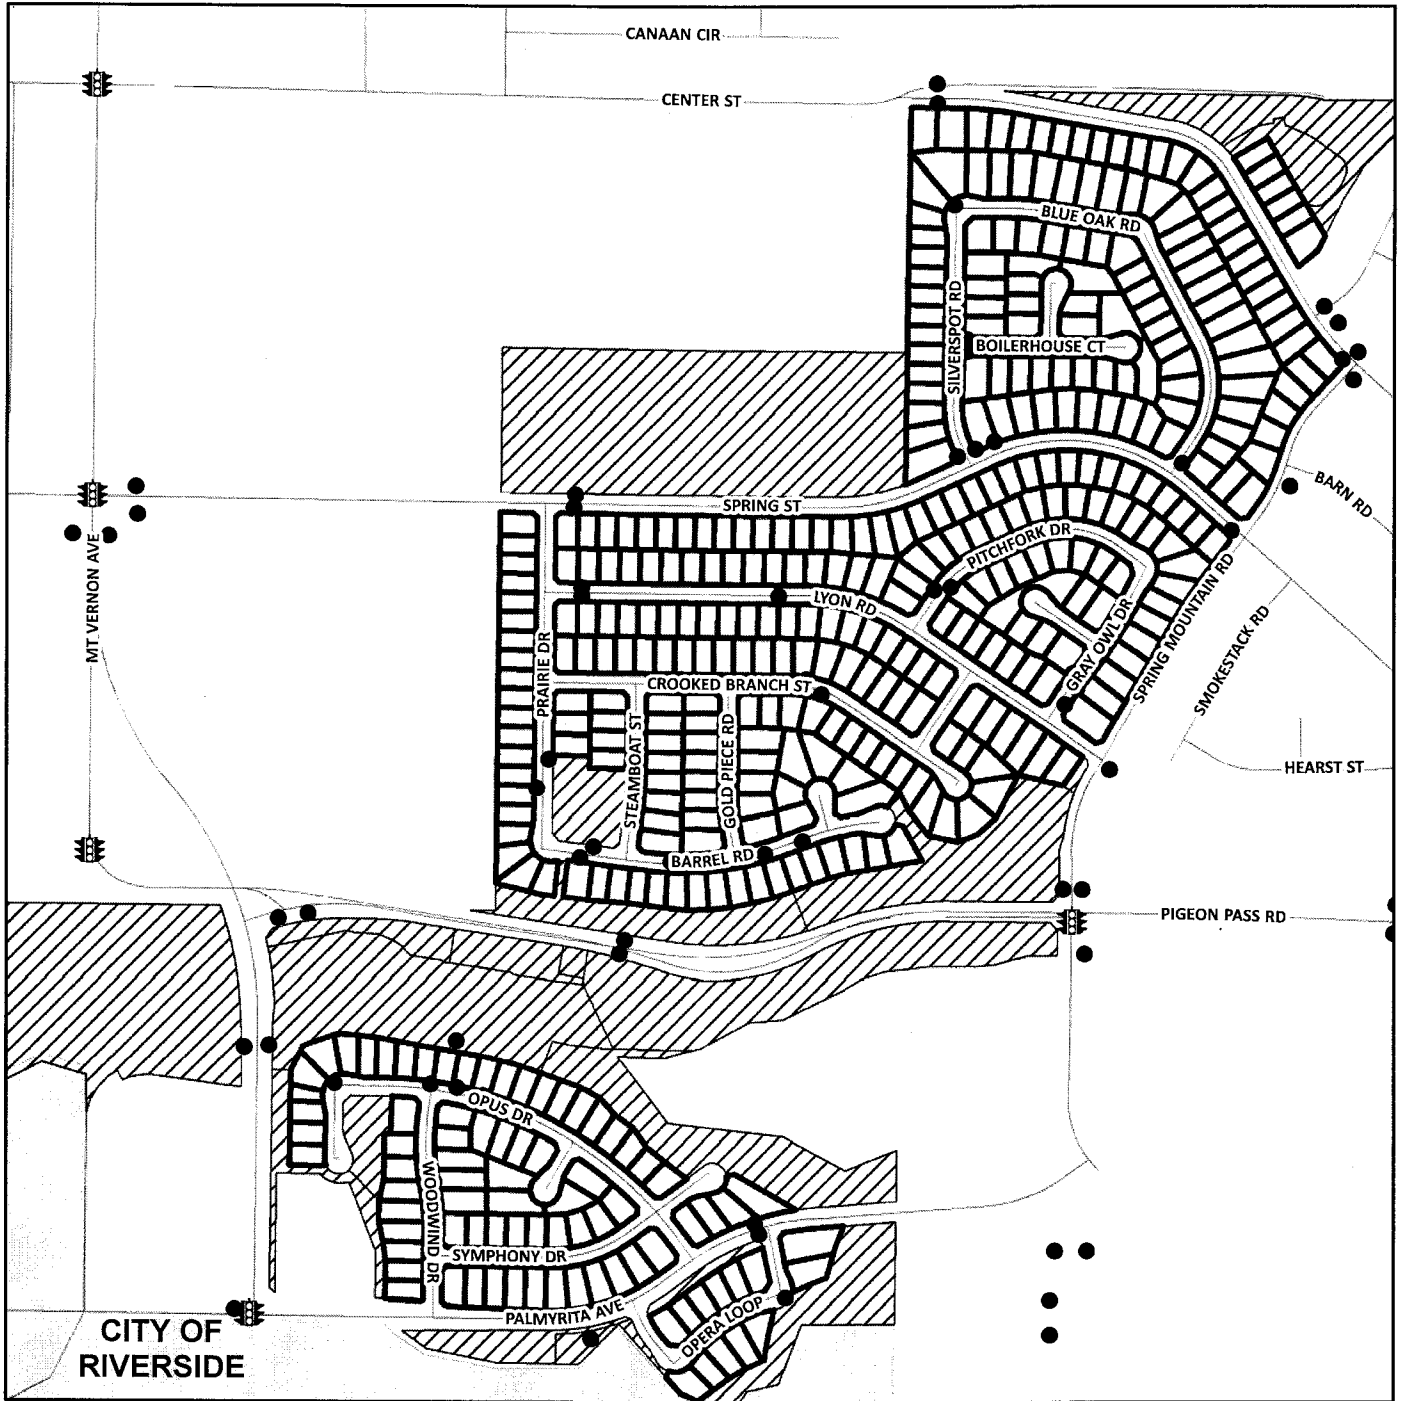 CANAAN CIR
CENTER ST
BLUE OAK RD
SILVERSPOT RD
BOILERHOUSE CT
BARN RD
SPRING ST
PITCHFORK DR
MT VERNON AVE
LYON RD
GRAY OWL DR
SPRING MOUNTAIN RD
SMOKESTACK RD
PRAIRIE DR
CROOKED BRANCH ST
STEAMBOAT ST
GOLD PIECE RD
HEARST ST
BARREL RD
PIGEON PASS RD
OPUS DR
WOODWIND DR
SYMPHONY DR
PALMYRITA AVE
OPERA LOOP
CITY OF
RIVERSIDE